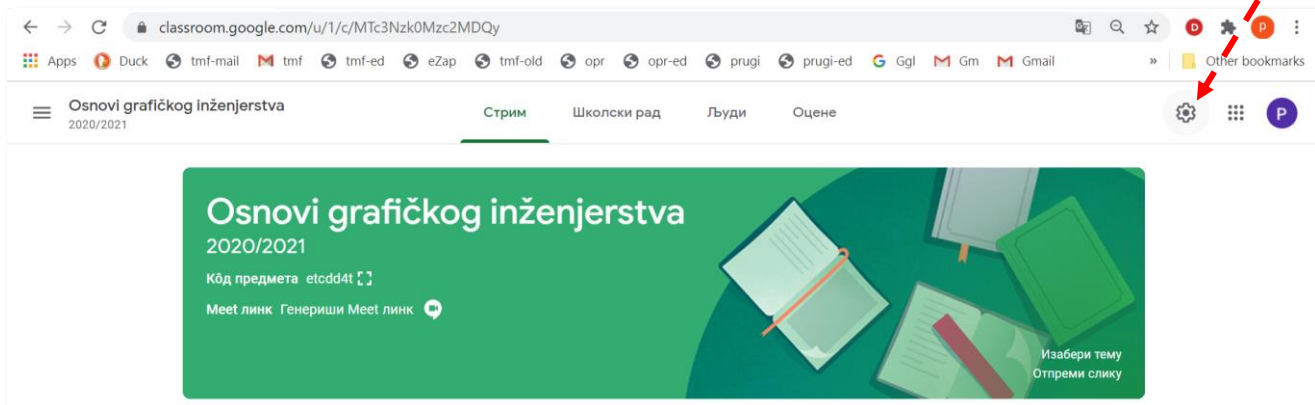 classroom.google.com/u/1/c/MTc3Nzk0Mzc2MDQy
D
P
Apps Duck tmf-mail tmf tmf-ed eZap tmf-old opr opr-ed prugi prugi-ed G Ggl Gm Gmail » Other bookmarks
Osnovi grafičkog inženjerstva
2020/2021
Стрим Школски рад Људи Оцене
P
Osnovi grafičkog inženjerstva
2020/2021
Кôд предмета etcdd4t
Meet линк Генериши Meet линк
Изабери тему
Отпреми слику